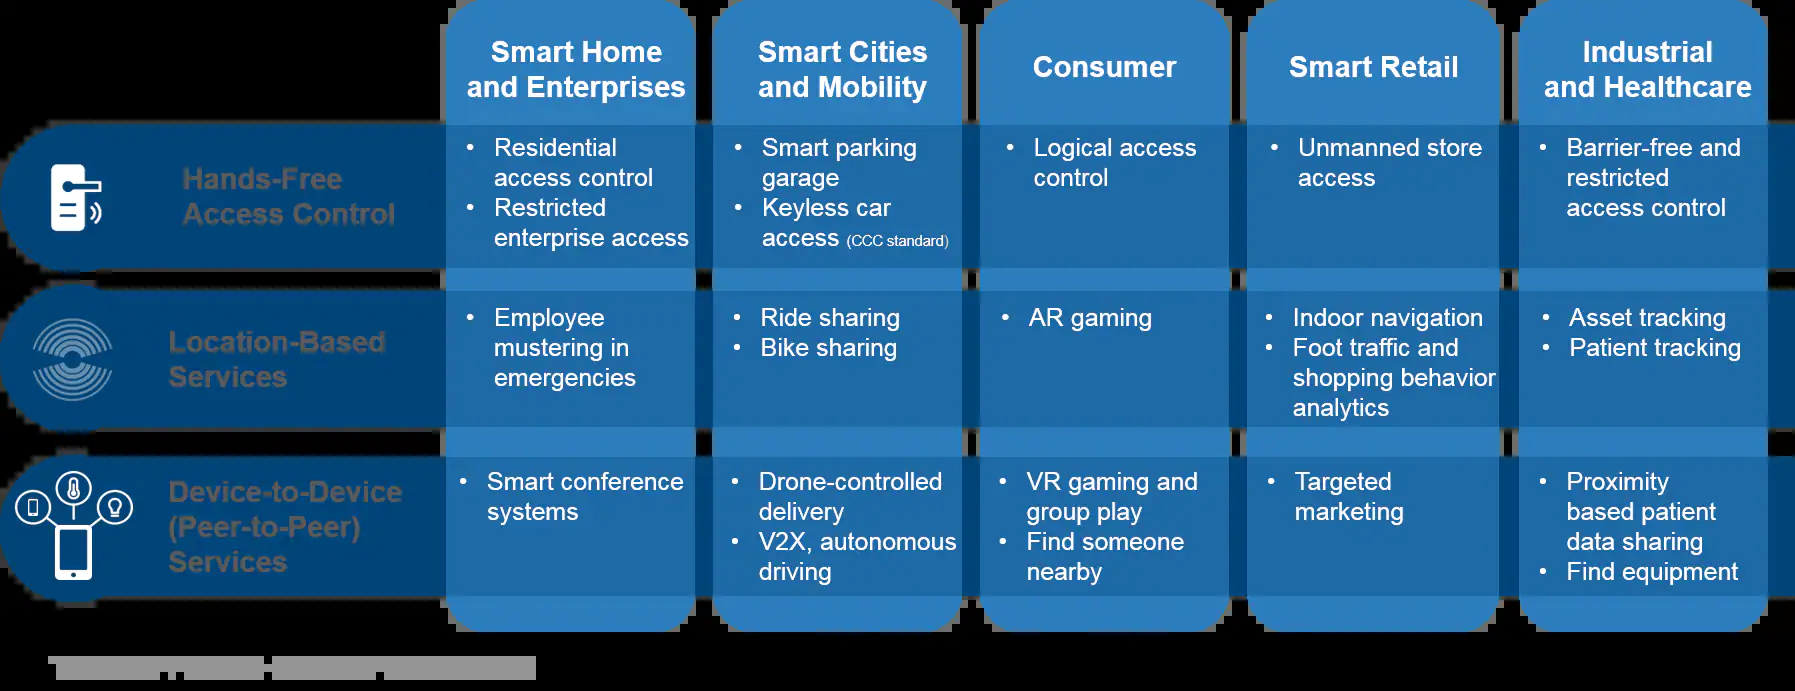 Smart Home
and Enterprises
Smart Cities
and Mobility
Consumer
Smart Retail
Industrial
and Healthcare
Hands-Free
Access Control
• Residential
access control
• Restricted
enterprise access
• Smart parking
garage
• Keyless car
access (CCC standard)
• Logical access
control
• Unmanned store
access
• Barrier-free and
restricted
access control
Location-Based
Services
• Employee
mustering in
emergencies
• Ride sharing
• Bike sharing
• AR gaming
• Indoor navigation
• Foot traffic and
shopping behavior
analytics
• Asset tracking
• Patient tracking
Device-to-Device
(Peer-to-Peer)
Services
• Smart conference
systems
• Drone-controlled
delivery
• V2X, autonomous
driving
• VR gaming and
group play
• Find someone
nearby
• Targeted
marketing
• Proximity
based patient
data sharing
• Find equipment